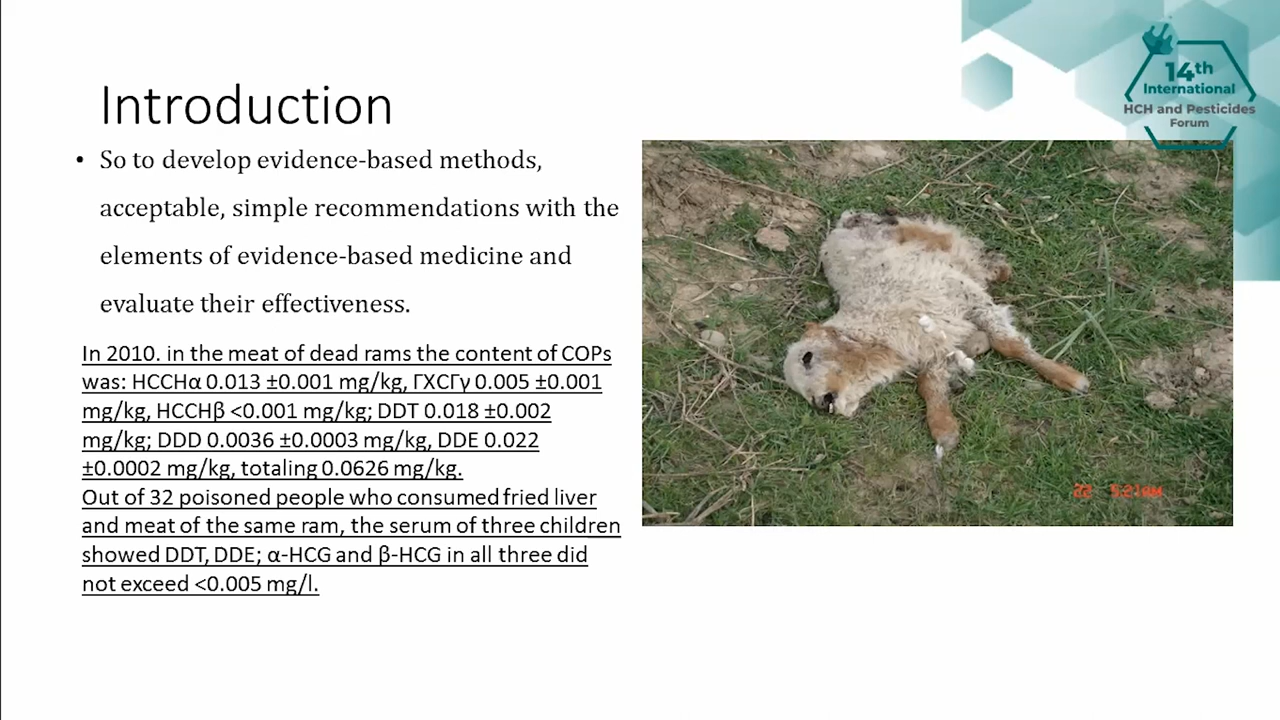 14th
International
HCH and Pesticides
Forum
Introduction
• So to develop evidence-based methods,
acceptable, simple recommendations with the
elements of evidence-based medicine and
evaluate their effectiveness.
In 2010. in the meat of dead rams the content of COPs
was: HCCHα 0.013 ±0.001 mg/kg, ГХСГγ 0.005 ±0.001
mg/kg, HCCHβ <0.001 mg/kg; DDT 0.018 ±0.002
mg/kg; DDD 0.0036 ±0.0003 mg/kg, DDE 0.022
±0.0002 mg/kg, totaling 0.0626 mg/kg.
Out of 32 poisoned people who consumed fried liver
and meat of the same ram, the serum of three children
showed DDT, DDE; α-HCG and β-HCG in all three did
not exceed <0.005 mg/l.
22 5:21AM